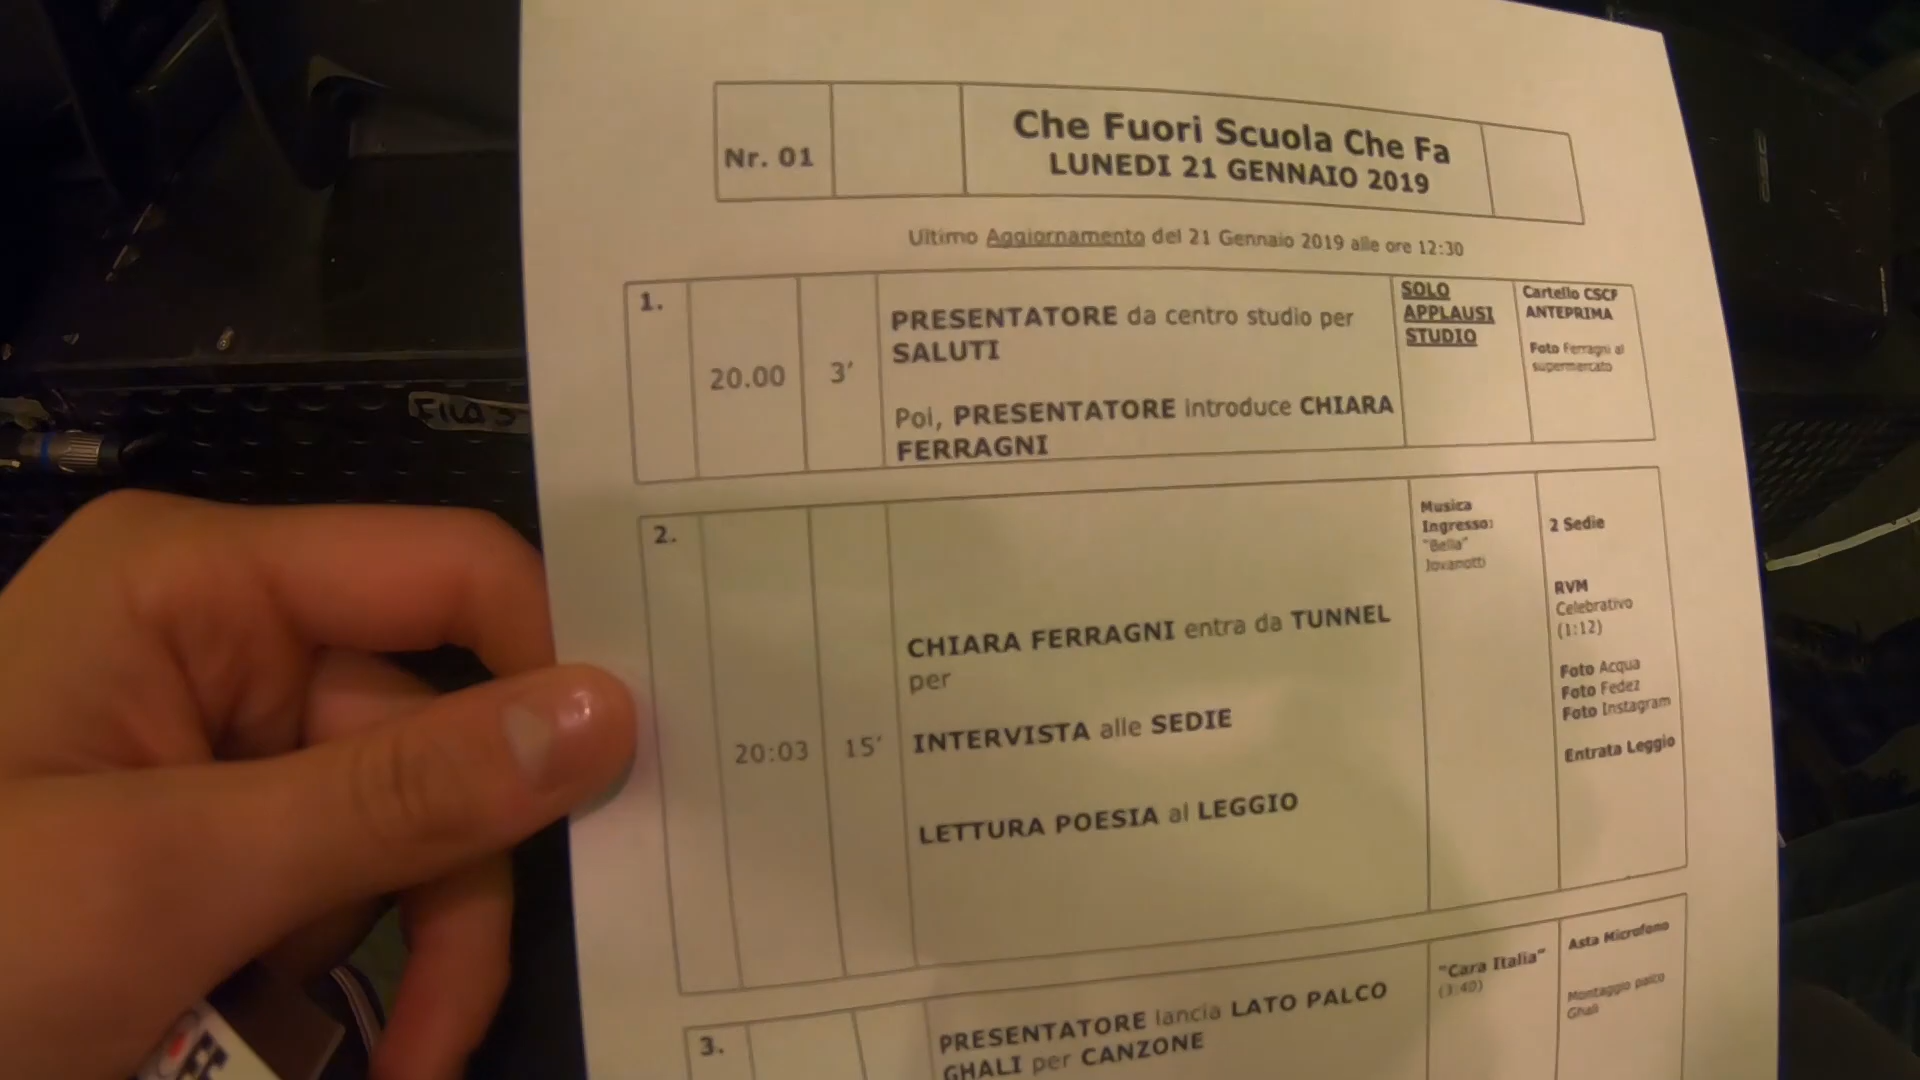 Nr. 01
Che Fuori Scuola Che Fa
LUNEDI 21 GENNAIO 2019
Ultimo Aggiornamento del 21 Gennaio 2019 alle ore 12:30
1.
20.00
3’
PRESENTATORE da centro studio per
SALUTI
Poi, PRESENTATORE introduce CHIARA
FERRAGNI
SOLO
APPLAUSI
STUDIO
Cartello CSCF
ANTEPRIMA
Foto Ferragni al
supermercato
2.
20:03
15’
CHIARA FERRAGNI entra da TUNNEL
per
INTERVISTA alle SEDIE
LETTURA POESIA al LEGGIO
Musica
Ingresso:
"Bella"
Jovanotti
2 Sedie
RVM
Celebrativo
(1:12)
Foto Acqua
Foto Fedez
Foto Instagram
Entrata Leggio
3.
PRESENTATORE lancia LATO PALCO
GHALI per CANZONE
"Cara Italia"
(3:40)
Asta Microfono
Montaggio palco
Ghali
FILA 3